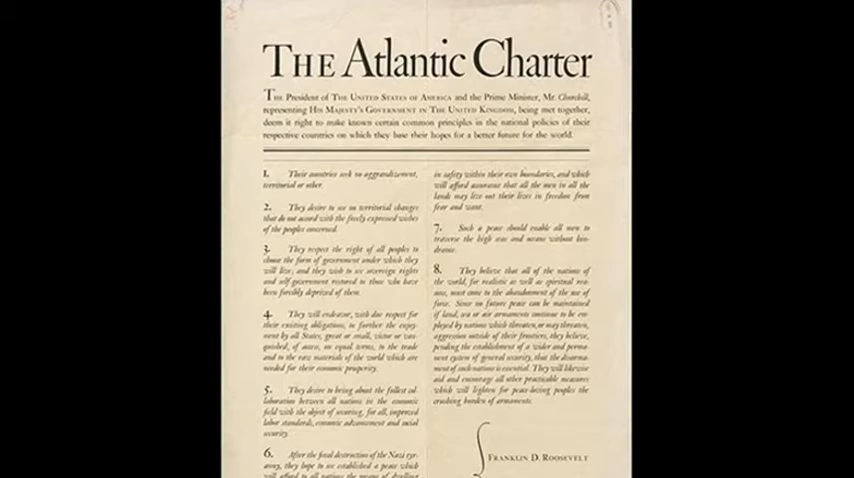 THE Atlantic Charter
THE President of THE UNITED STATES OF AMERICA and the Prime Minister, Mr. Churchill,
representing HIS MAJESTY'S GOVERNMENT IN THE UNITED KINGDOM, being met together,
deem it right to make known certain common principles in the national policies of their
respective countries on which they base their hopes for a better future for the world.
1. Their countries seek no aggrandizement,
territorial or other.
2. They desire to see no territorial changes
that do not accord with the freely expressed wishes
of the peoples concerned.
3. They respect the right of all peoples to
choose the form of government under which they
will live; and they wish to see sovereign rights
and self-government restored to those who have
been forcibly deprived of them.
4. They will endeavor, with due respect for
their existing obligations, to further the enjoy-
ment by all States, great or small, victor or van-
quished, of access, on equal terms, to the trade
and to the raw materials of the world which are
needed for their economic prosperity.
5. They desire to bring about the fullest col-
laboration between all nations in the economic
field with the object of securing, for all, improved
labor standards, economic advancement and social
security.
6. After the final destruction of the Nazi tyr-
anny, they hope to see established a peace which
will afford to all nations the means of dwelling
in safety within their own boundaries, and which
will afford assurance that all the men in all the
lands may live out their lives in freedom from
fear and want.
7. Such a peace should enable all men to
traverse the high seas and oceans without hin-
drance.
8. They believe that all of the nations of
the world, for realistic as well as spiritual rea-
sons, must come to the abandonment of the use of
force. Since no future peace can be maintained
if land, sea or air armaments continue to be em-
ployed by nations which threaten, or may threaten,
aggression outside of their frontiers, they believe,
pending the establishment of a wider and perma-
nent system of general security, that the disarma-
ment of such nations is essential. They will likewise
aid and encourage all other practicable measures
which will lighten for peace-loving peoples the
crushing burden of armaments.
FRANKLIN D. ROOSEVELT